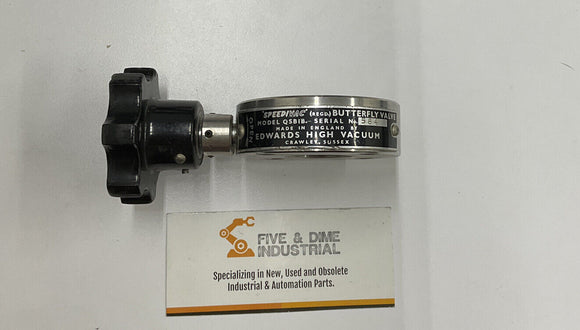 "SPEEDIVAC" (REGD) BUTTERFLY VALVE
MODEL QSB1B. SERIAL No.
MADE IN ENGLAND BY
EDWARDS HIGH VACUUM
CRAWLEY, SUSSEX
FIVE & DIME
INDUSTRIAL
Specializing in New, Used and Obsolete
Industrial & Automation Parts.